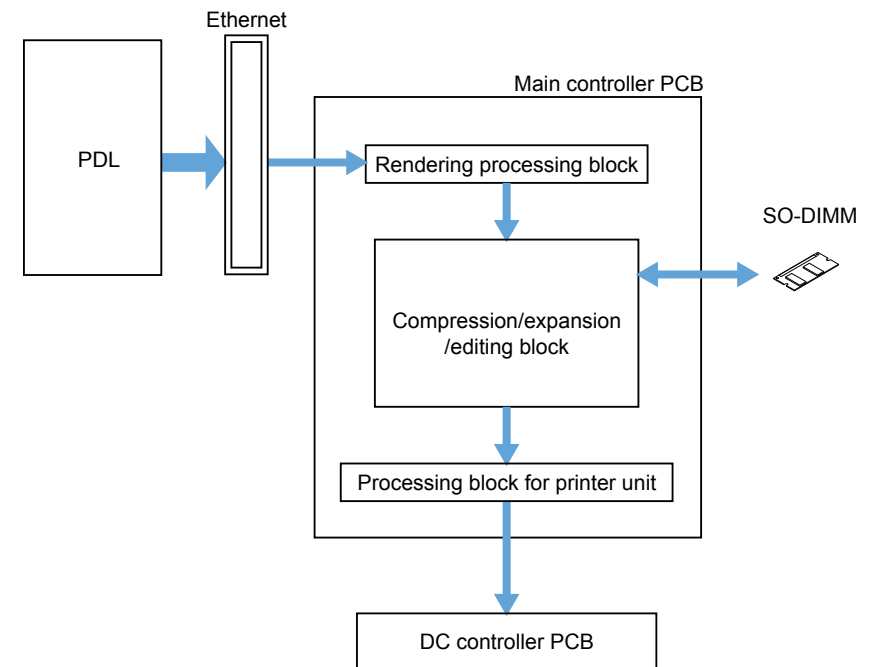 Ethernet
Main controller PCB
PDL
Rendering processing block
SO-DIMM
Compression/expansion
/editing block
Processing block for printer unit
DC controller PCB